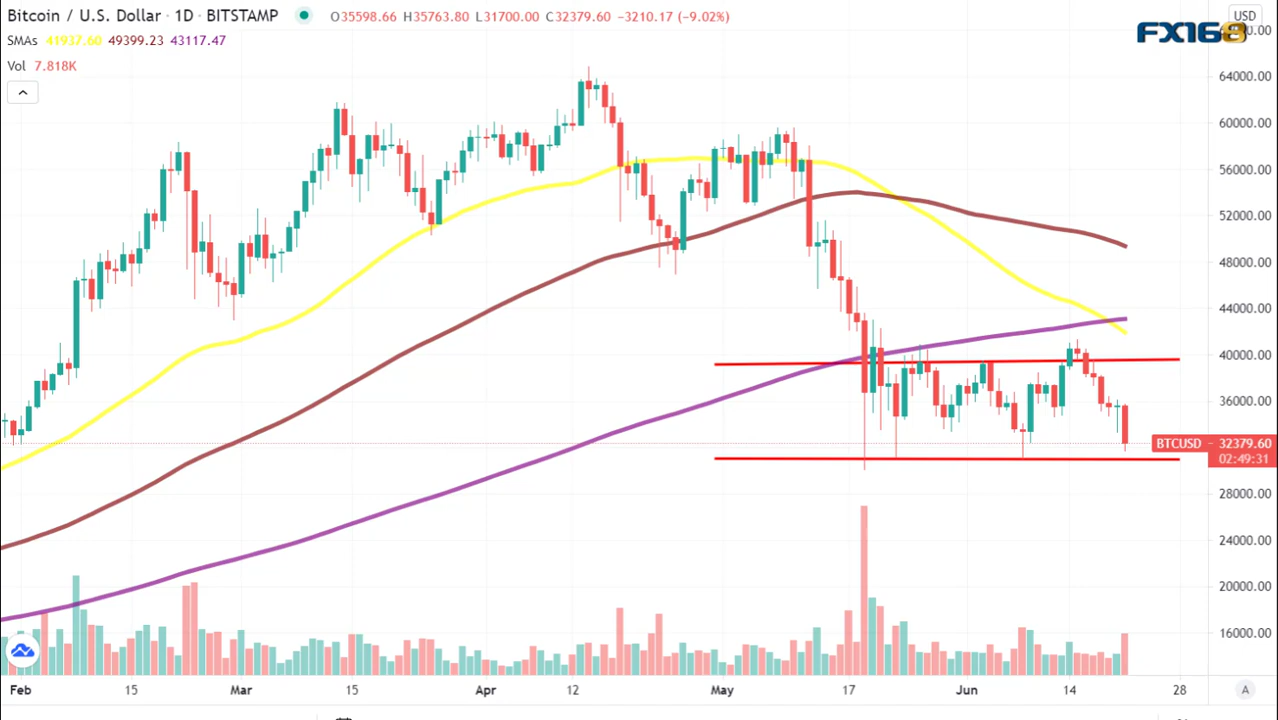 Bitcoin / U.S. Dollar · 1D · BITSTAMP O35598.66 H35763.80 L31700.00 C32379.60 −3210.17 (−9.02%)
SMAs 41937.60 49399.23 43117.47
Vol 7.818K
USD
FX168
64000.00
60000.00
56000.00
52000.00
48000.00
44000.00
40000.00
36000.00
BTCUSD 32379.60
02:49:31
28000.00
24000.00
20000.00
16000.00
Feb 15 Mar 15 Apr 12 May 17 Jun 14 28 A